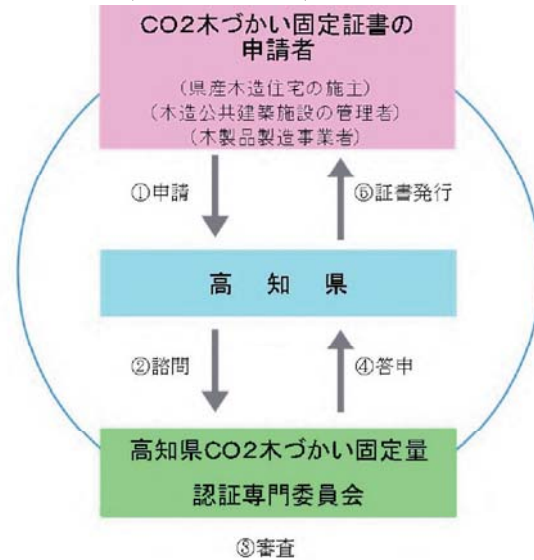 CO2木づかい固定証書の
申請者
(県産木造住宅の施主)
(木造公共建築施設の管理者)
(木製品製造事業者)
①申請
⑤証書発行
高知県
②諮問
④答申
高知県CO2木づかい固定量
認証専門委員会
③審査